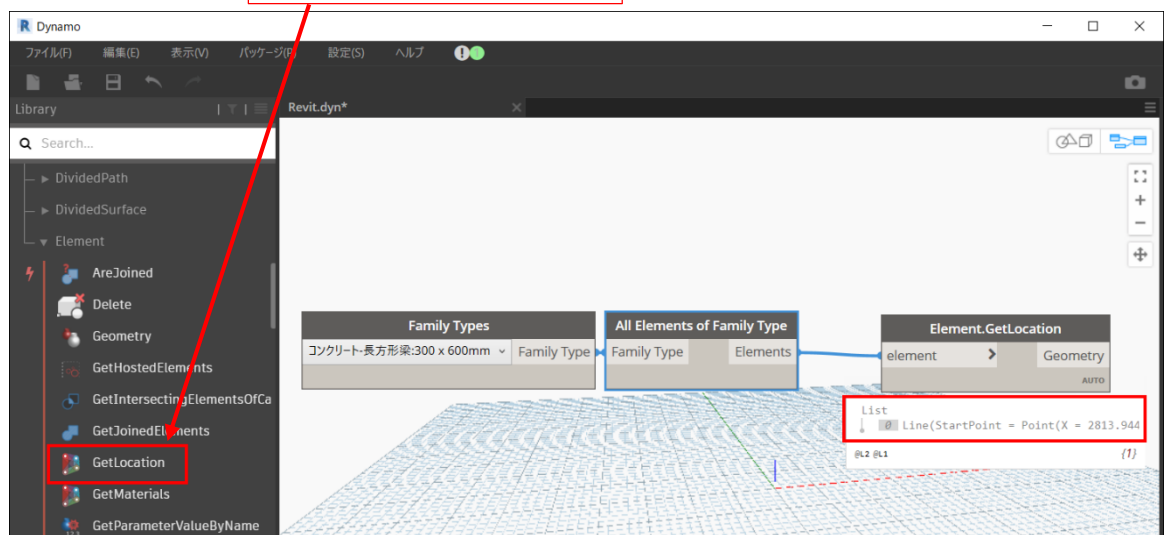 Dynamo
ファイル(F) 編集(E) 表示(V) パッケージ(P) 設定(S) ヘルプ
Library
Revit.dyn*
Search...
DividedPath
DividedSurface
Element
AreJoined
Delete
Geometry
GetHostedElements
GetIntersectingElementsOfCa
GetJoinedElements
GetLocation
GetMaterials
GetParameterValueByName
Family Types
コンクリート-長方形梁:300 x 600mm Family Type
All Elements of Family Type
Family Type Elements
Element.GetLocation
element > Geometry
AUTO
List
0 Line(StartPoint = Point(X = 2813.944
@L2 @L1 {1}